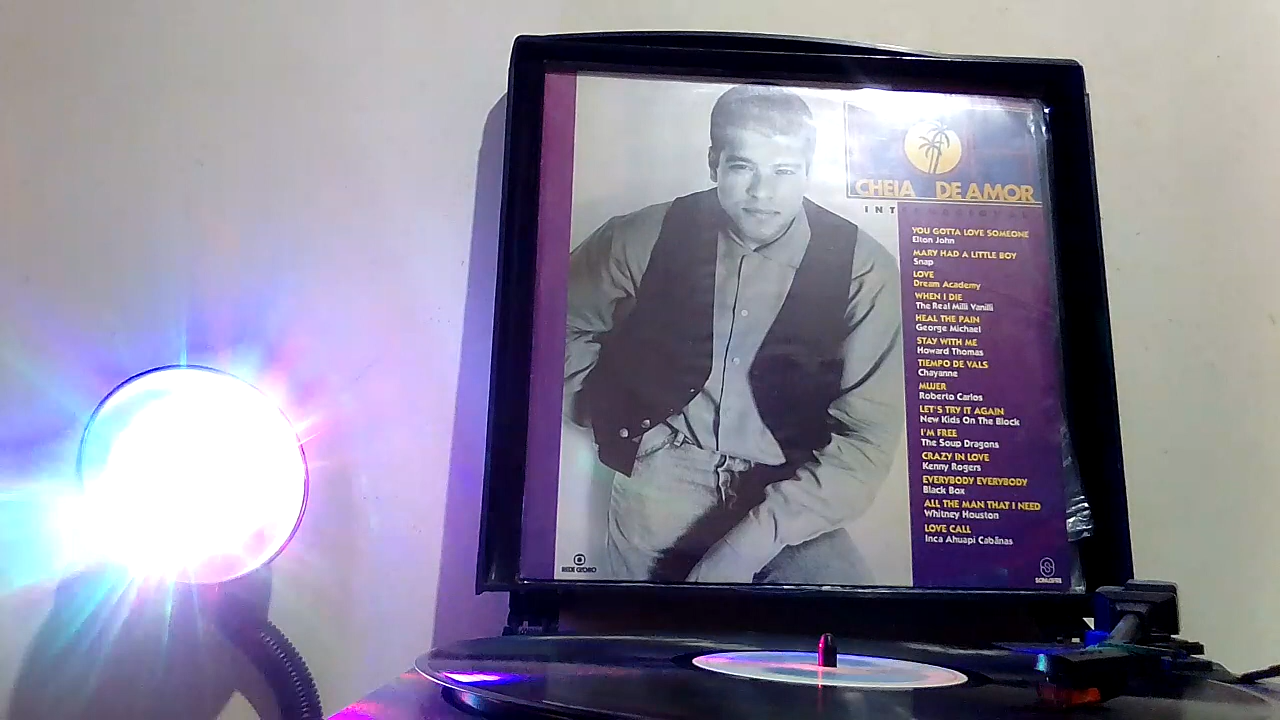 CHEIA DE AMOR
INTERNACIONAL
YOU GOTTA LOVE SOMEONE
Elton John
MARY HAD A LITTLE BOY
Snap
LOVE
Dream Academy
WHEN I DIE
The Real Milli Vanilli
HEAL THE PAIN
George Michael
STAY WITH ME
Howard Thomas
TIEMPO DE VALS
Chayanne
MUJER
Roberto Carlos
LET'S TRY IT AGAIN
New Kids On The Block
I'M FREE
The Soup Dragons
CRAZY IN LOVE
Kenny Rogers
EVERYBODY EVERYBODY
Black Box
ALL THE MAN THAT I NEED
Whitney Houston
LOVE CALL
Inca Ahuapi Cabãnas
REDE GLOBO
SOM LIVRE